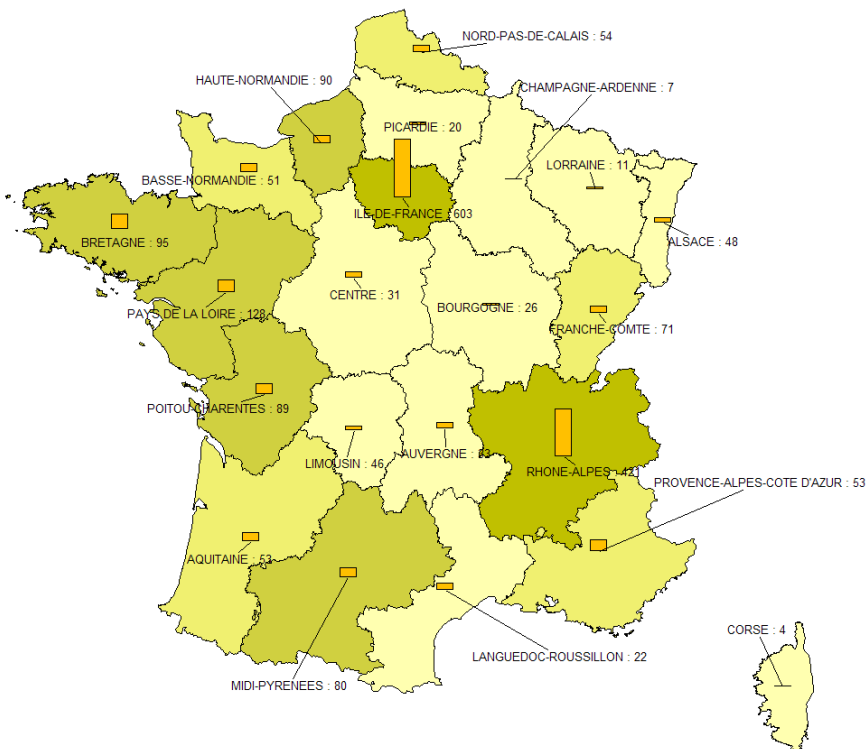 NORD-PAS-DE-CALAIS : 54
HAUTE-NORMANDIE : 90
CHAMPAGNE-ARDENNE : 7
PICARDIE : 20
LORRAINE : 11
BASSE-NORMANDIE : 51
ILE-DE-FRANCE : 603
BRETAGNE : 95
ALSACE : 48
CENTRE : 31
BOURGOGNE : 26
PAYS DE LA LOIRE : 128
FRANCHE-COMTE : 71
POITOU-CHARENTES : 89
LIMOUSIN : 46
AUVERGNE :
RHONE-ALPES : 421
PROVENCE-ALPES-COTE D'AZUR : 53
AQUITAINE : 53
CORSE : 4
LANGUEDOC-ROUSSILLON : 22
MIDI-PYRENEES : 80